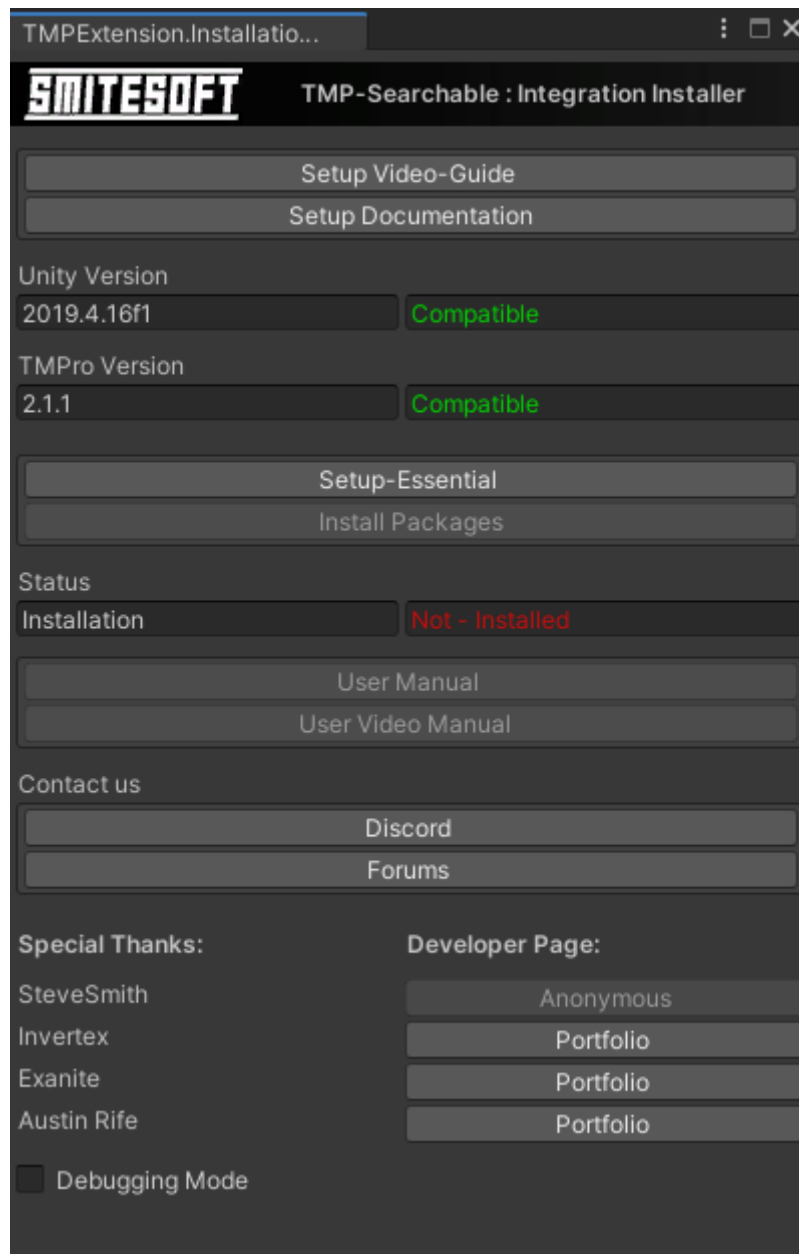 TMPExtension.Installatio...
SMITESOFT TMP-Searchable : Integration Installer
Setup Video-Guide
Setup Documentation
Unity Version
2019.4.16f1 Compatible
TMPro Version
2.1.1 Compatible
Setup-Essential
Install Packages
Status
Installation Not - Installed
User Manual
User Video Manual
Contact us
Discord
Forums
Special Thanks: Developer Page:
SteveSmith Anonymous
Invertex Portfolio
Exanite Portfolio
Austin Rife Portfolio
Debugging Mode